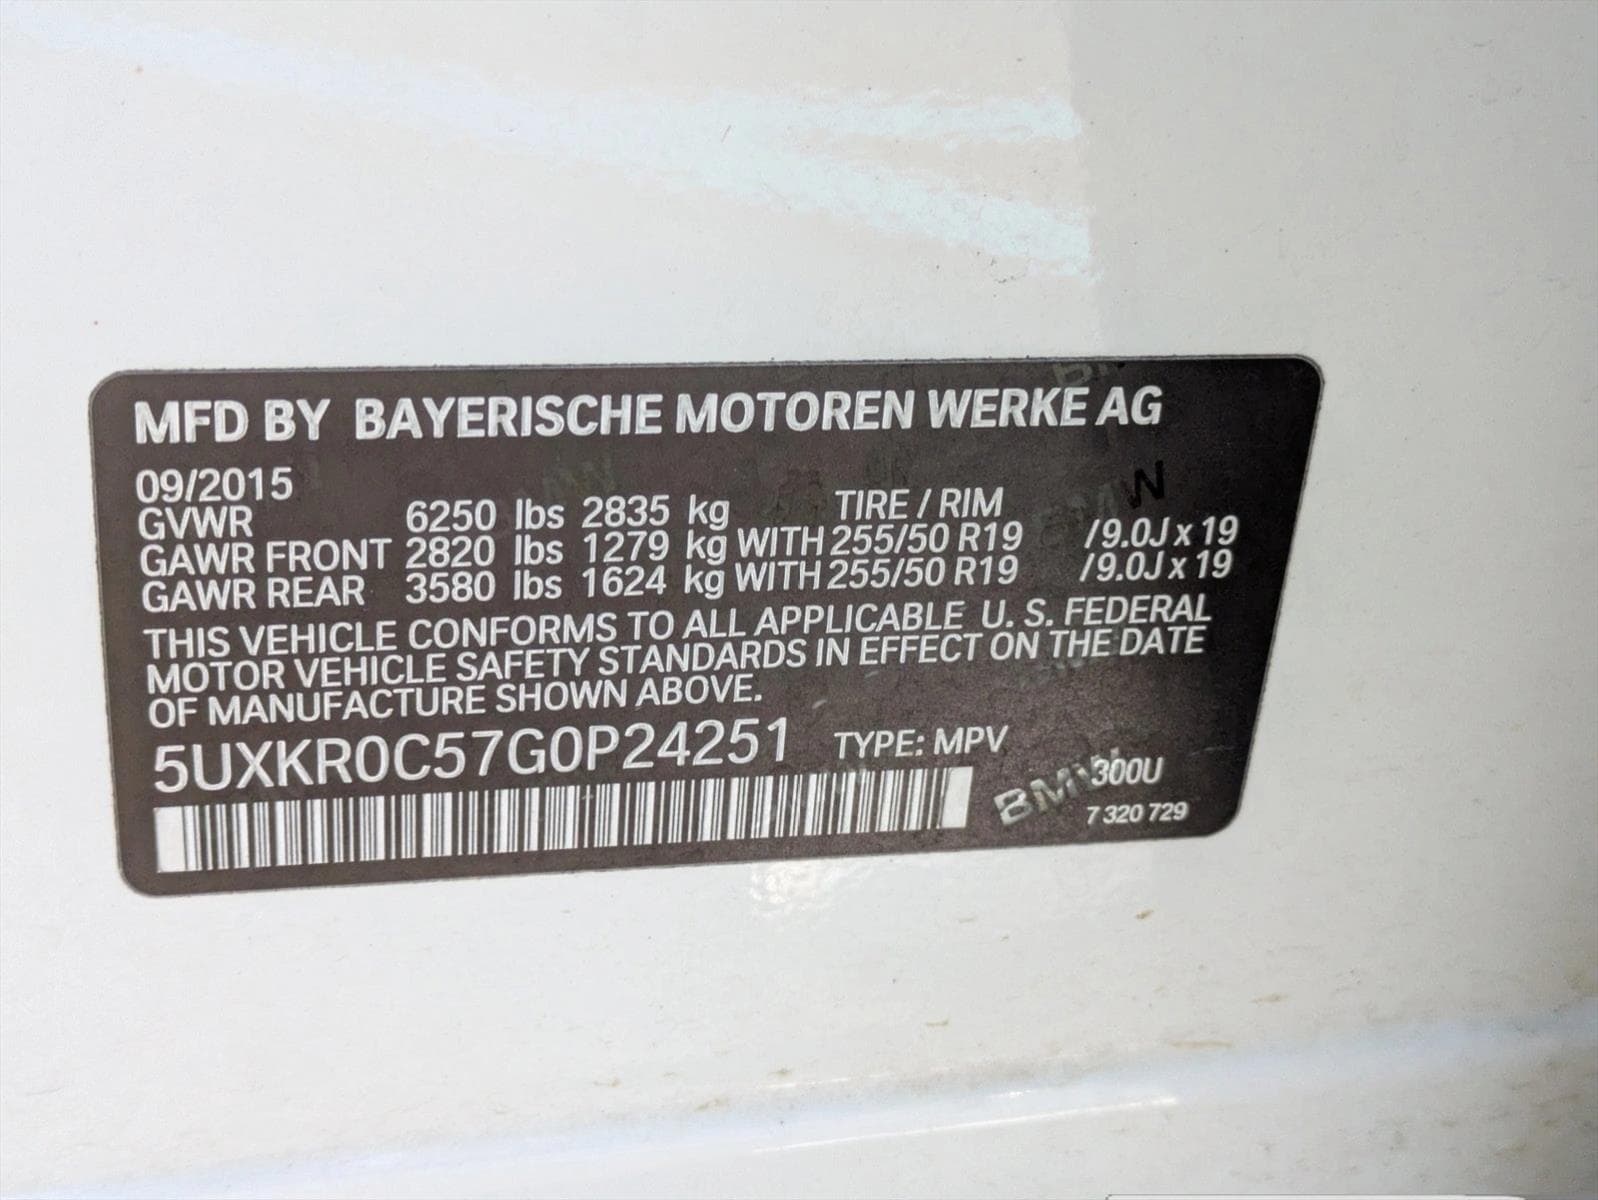 MFD BY BAYERISCHE MOTOREN WERKE AG
09/2015
GVWR 6250 lbs 2835 kg TIRE / RIM
GAWR FRONT 2820 lbs 1279 kg WITH 255/50 R19 /9.0J x 19
GAWR REAR 3580 lbs 1624 kg WITH 255/50 R19 /9.0J x 19
THIS VEHICLE CONFORMS TO ALL APPLICABLE U. S. FEDERAL
MOTOR VEHICLE SAFETY STANDARDS IN EFFECT ON THE DATE
OF MANUFACTURE SHOWN ABOVE.
5UXKR0C57G0P24251 TYPE: MPV
BMW 300U
7 320 729